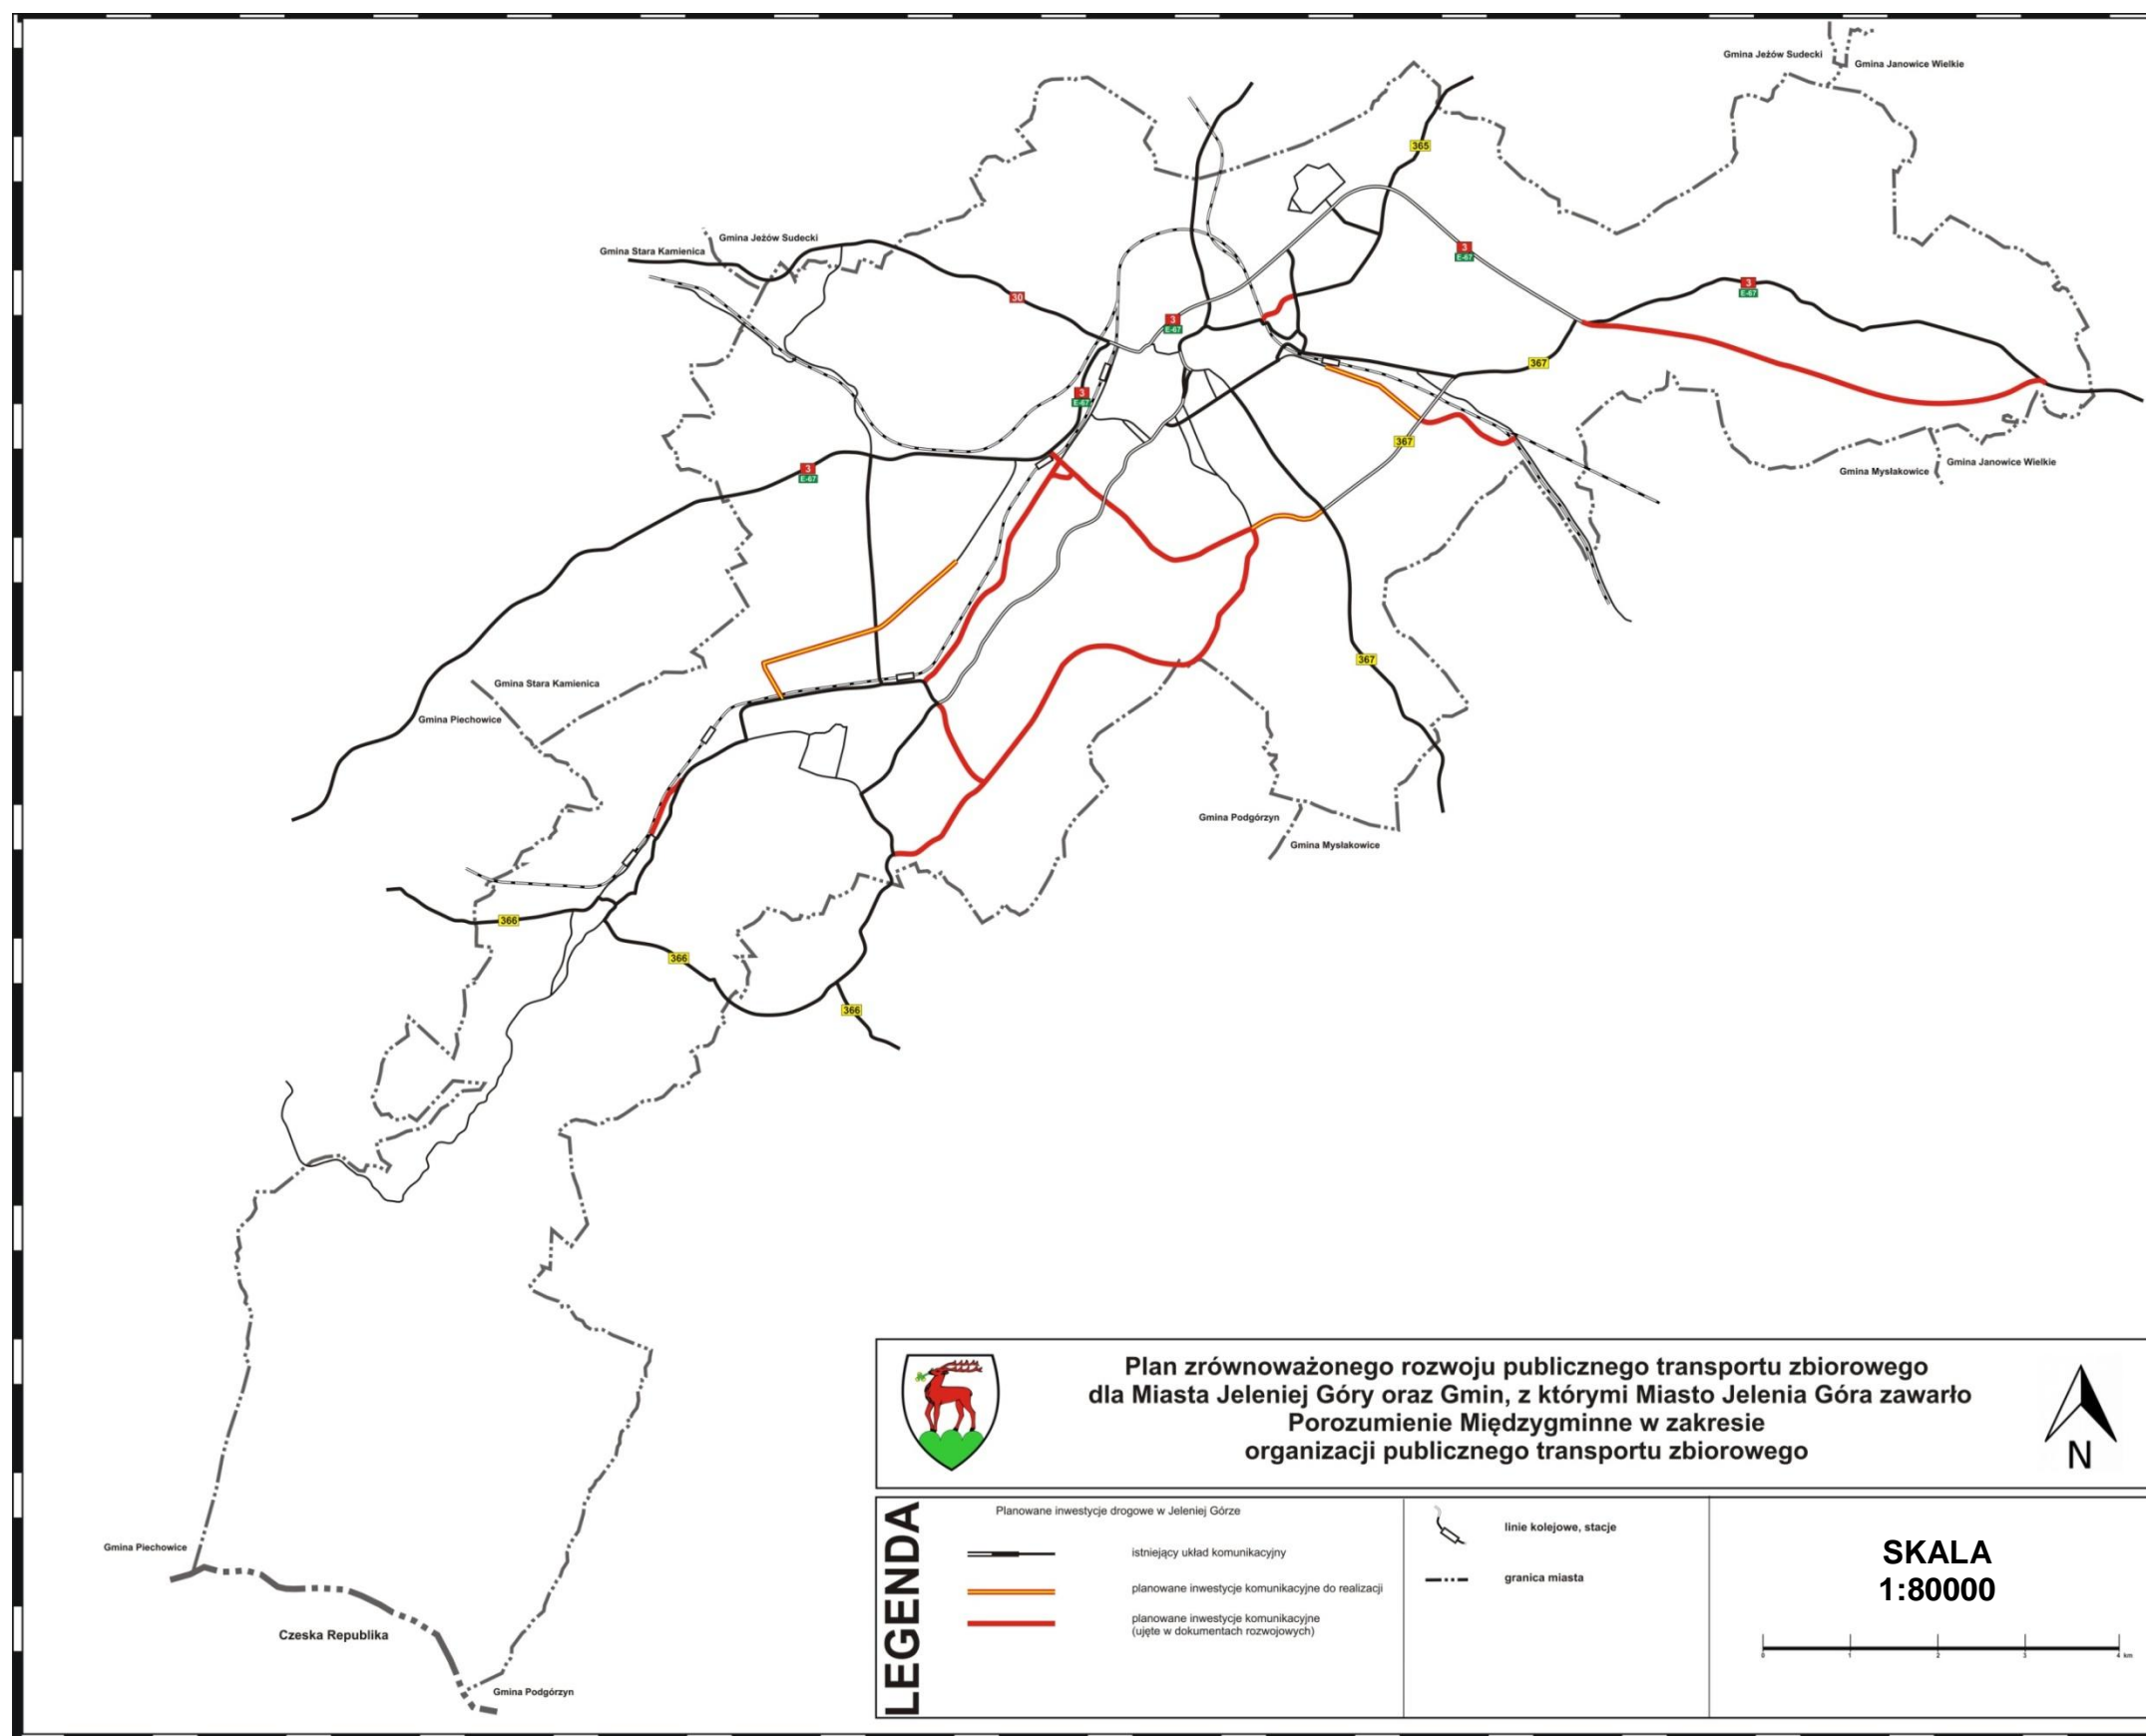 Gmina Jeżów Sudecki
Gmina Janowice Wielkie
365
Gmina Jeżów Sudecki
Gmina Stara Kamienica
3
E-67
3
E-67
30
3
E-67
367
3
E-67
367
Gmina Mysłakowice
Gmina Janowice Wielkie
3
E-67
367
Gmina Stara Kamienica
Gmina Piechowice
Gmina Podgórzyn
Gmina Mysłakowice
366
366
366
Plan zrównoważonego rozwoju publicznego transportu zbiorowego
dla Miasta Jeleniej Góry oraz Gmin, z którymi Miasto Jelenia Góra zawarło
Porozumienie Międzygminne w zakresie
organizacji publicznego transportu zbiorowego
N
LEGENDA
Planowane inwestycje drogowe w Jeleniej Górze
istniejący układ komunikacyjny
planowane inwestycje komunikacyjne do realizacji
planowane inwestycje komunikacyjne
(ujęte w dokumentach rozwojowych)
linie kolejowe, stacje
granica miasta
SKALA
1:80000
0 1 2 3 4 km
Gmina Piechowice
Czeska Republika
Gmina Podgórzyn